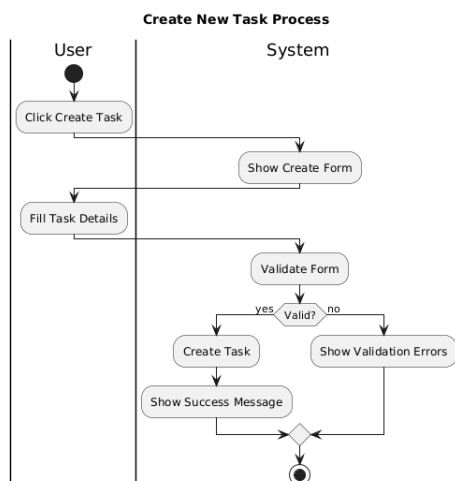 Create New Task Process
User
System
Click Create Task
Show Create Form
Fill Task Details
Validate Form
yes
Valid?
no
Create Task
Show Validation Errors
Show Success Message